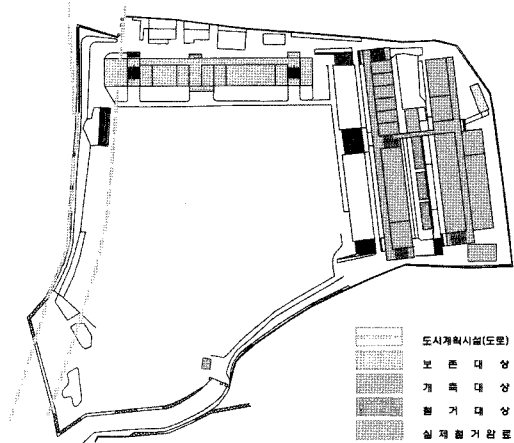 도시계획시설(도로)
보 존 대 상
개 축 대 상
철 거 대 상
실 제 철 거 완 료